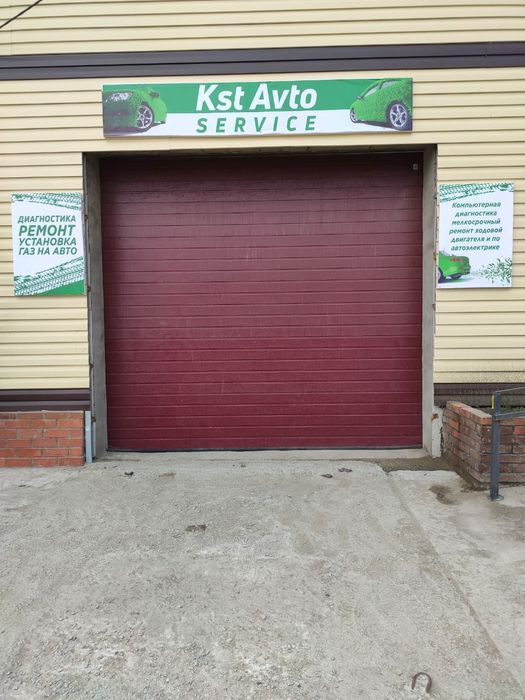 Kst Avto
SERVICE
ДИАГНОСТИКА
РЕМОНТ
УСТАНОВКА
ГАЗ НА АВТО
Компьютерная
диагностика
мелкосрочный
ремонт ходовой
двигателя и по
автоэлектрике